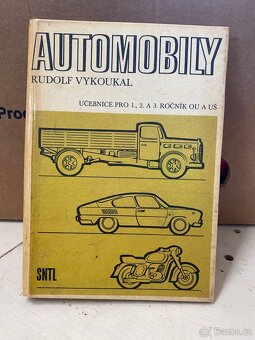 AUTOMOBILY
RUDOLF VYKOUKAL
UČEBNICE PRO 1., 2. A 3. ROČNÍK OU A UŠ
SNTL